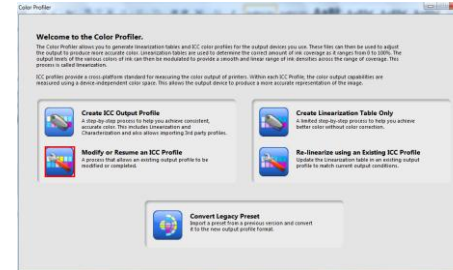 Color Profiler
Welcome to the Color Profiler.
The Color Profiler allows you to generate linearization tables and ICC color profiles for the output devices you use. These files can then be used to adjust
the output to produce more accurate color. Linearization tables are used to determine the correct amount of ink coverage as it ranges from 0 to 100%. The
output levels of the various colors of ink can then be modulated to provide a smooth and linear range of ink densities across the range of coverage. This
process is called linearization.
ICC profiles provide a cross-platform standard for measuring the color output of printers. Within each ICC Profile, the color output capabilities are
measured using a device-independent color space. This allows the output device to produce a more accurate representation of the image.
Create ICC Output Profile
A step-by-step process to help you achieve consistent,
accurate color. This includes Linearization and
Characterization and also allows importing 3rd party profiles.
Create Linearization Table Only
A limited step-by-step process to help you achieve
better color without color correction.
Modify or Resume an ICC Profile
A process that allows an existing output profile to be
modified or completed.
Re-linearize using an Existing ICC Profile
Update the linearization table in an existing output
profile to match current output conditions.
Convert Legacy Preset
Import a preset from a previous version and convert
it to the new output profile format.